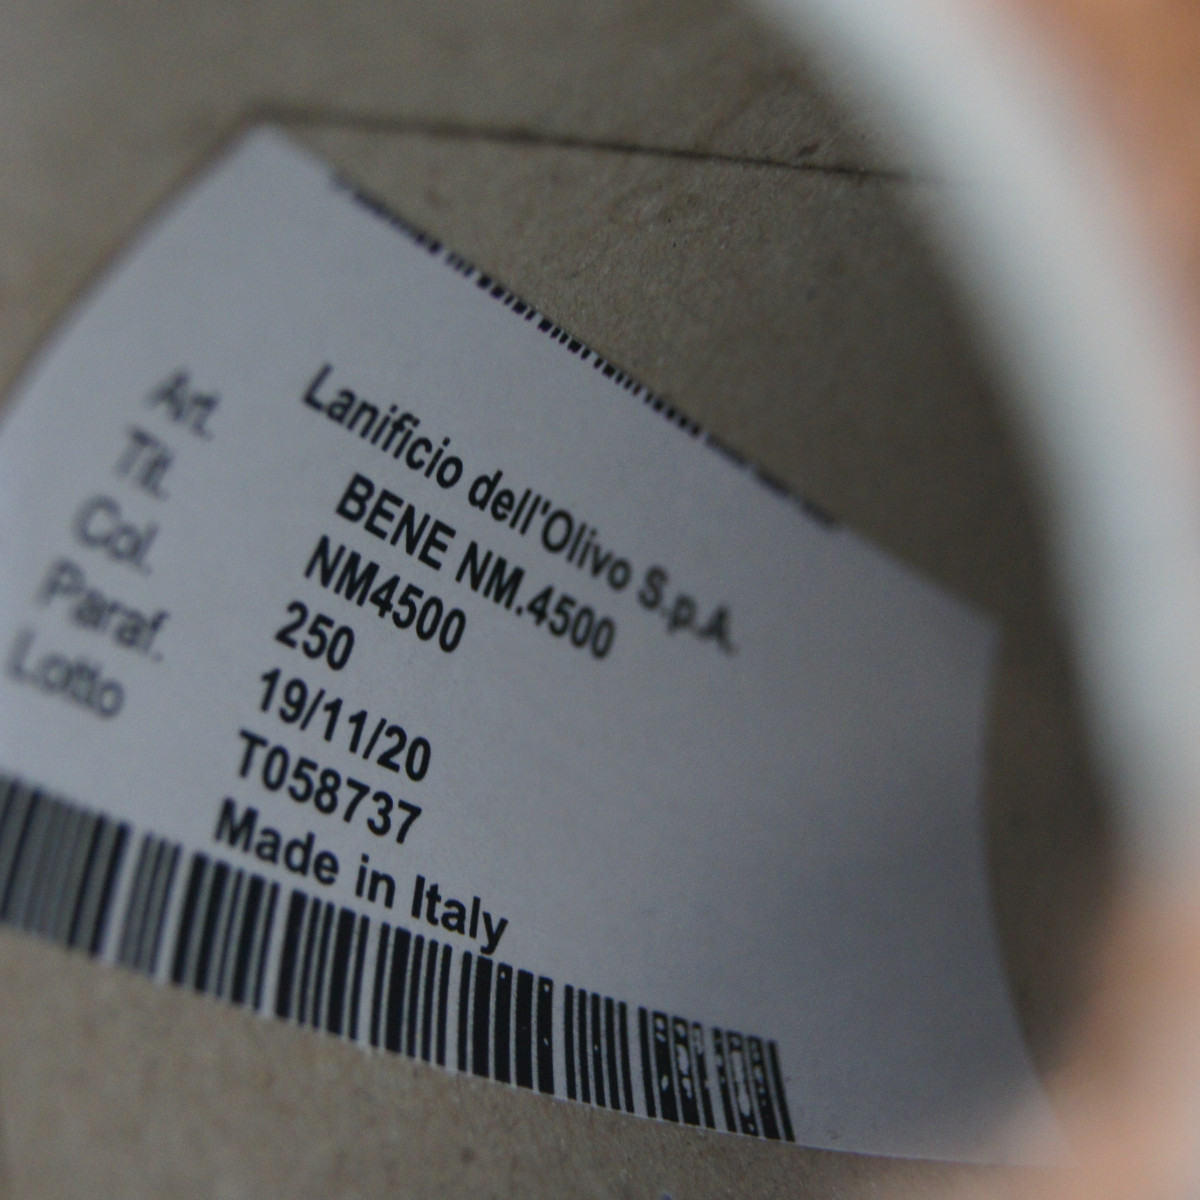 Lanificio dell'Olivo S.p.A.
Art. BENE NM.4500
Tit. NM4500
Col. 250
Paraf. 19/11/20
Lotto T058737
Made in Italy